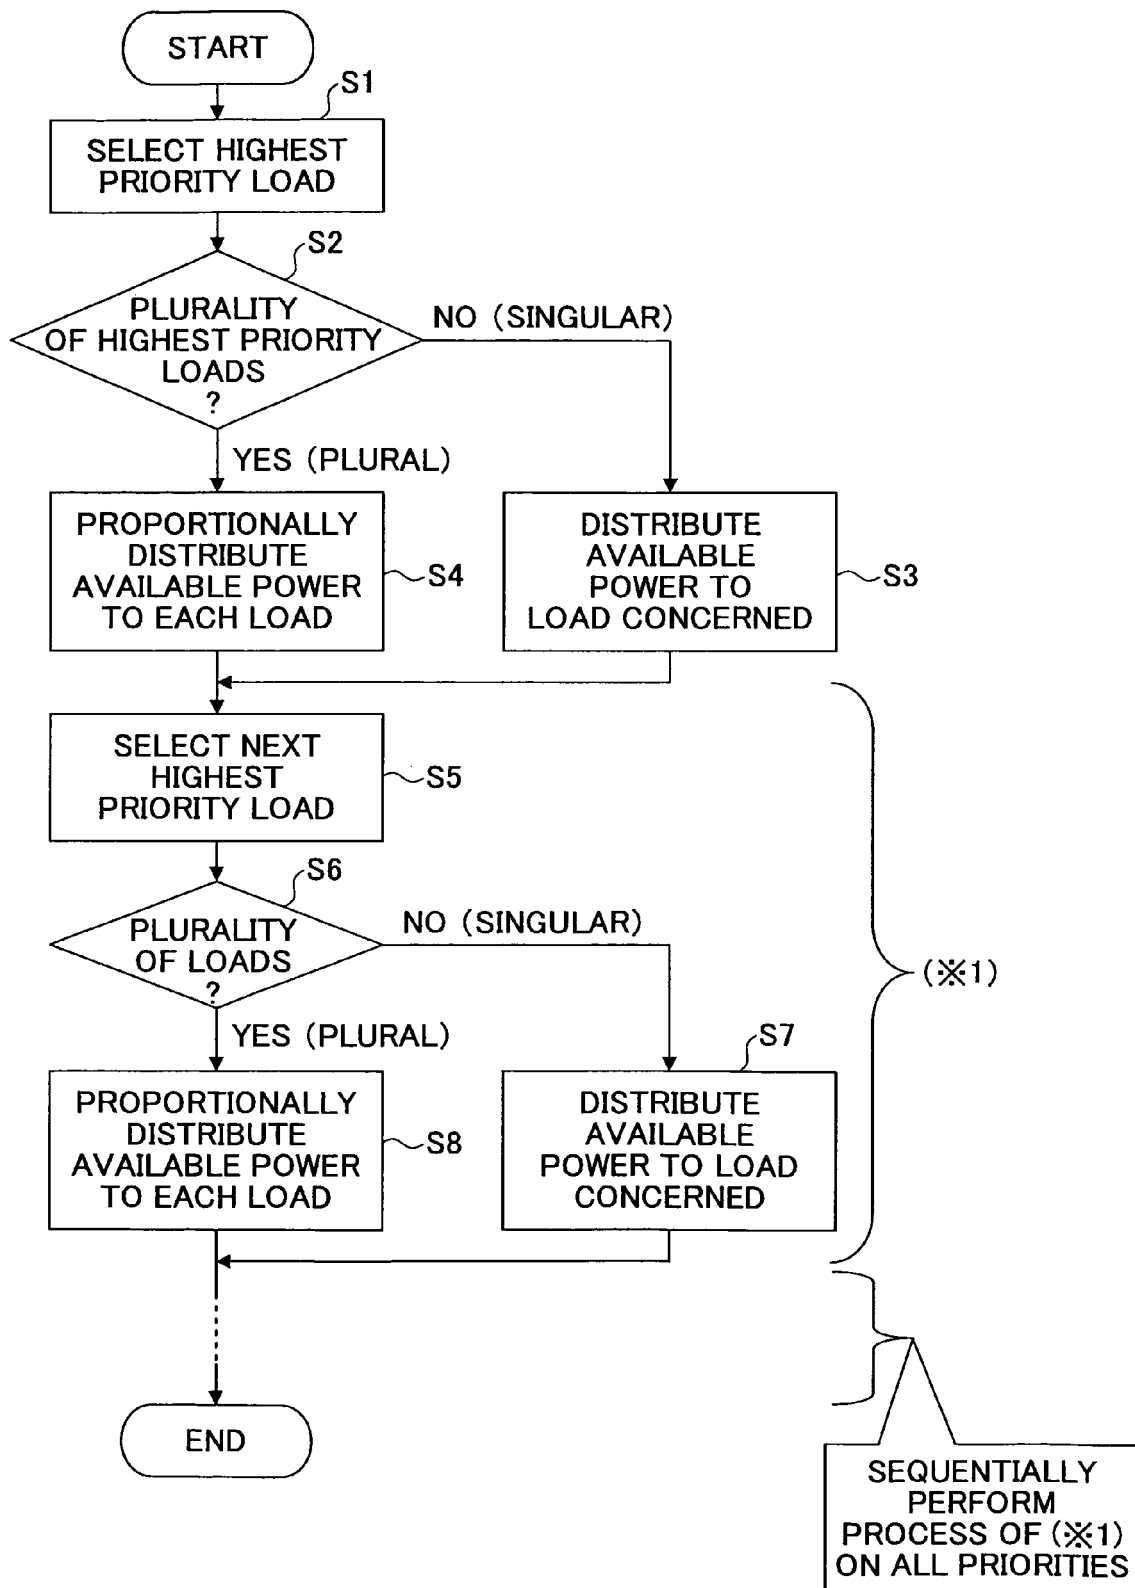 START
S1
SELECT HIGHEST
PRIORITY LOAD
S2
PLURALITY
OF HIGHEST PRIORITY
LOADS
?
NO (SINGULAR)
YES (PLURAL)
PROPORTIONALLY
DISTRIBUTE
AVAILABLE POWER
TO EACH LOAD
S4
DISTRIBUTE
AVAILABLE
POWER TO
LOAD CONCERNED
S3
SELECT NEXT
HIGHEST
PRIORITY LOAD
S5
S6
PLURALITY
OF LOADS
?
NO (SINGULAR)
(※1)
YES (PLURAL)
S7
PROPORTIONALLY
DISTRIBUTE
AVAILABLE POWER
TO EACH LOAD
S8
DISTRIBUTE
AVAILABLE
POWER TO LOAD
CONCERNED
END
SEQUENTIALLY
PERFORM
PROCESS OF (※1)
ON ALL PRIORITIES